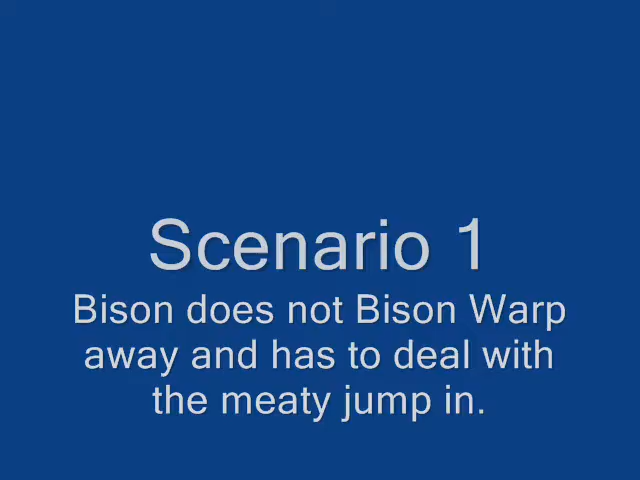 Scenario 1
Bison does not Bison Warp
away and has to deal with
the meaty jump in.